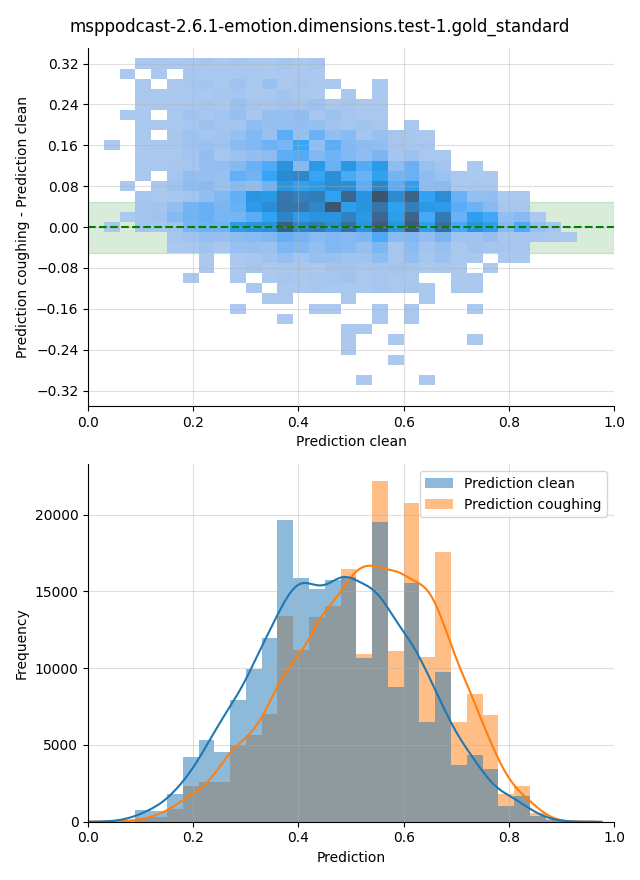 msppodcast-2.6.1-emotion.dimensions.test-1.gold_standard
Prediction coughing - Prediction clean
0.32
0.24
0.16
0.08
0.00
−0.08
−0.16
−0.24
−0.32
0.0 0.2 0.4 0.6 0.8 1.0
Prediction clean
Prediction clean
Prediction coughing
Frequency
20000
15000
10000
5000
0
0.0 0.2 0.4 0.6 0.8 1.0
Prediction